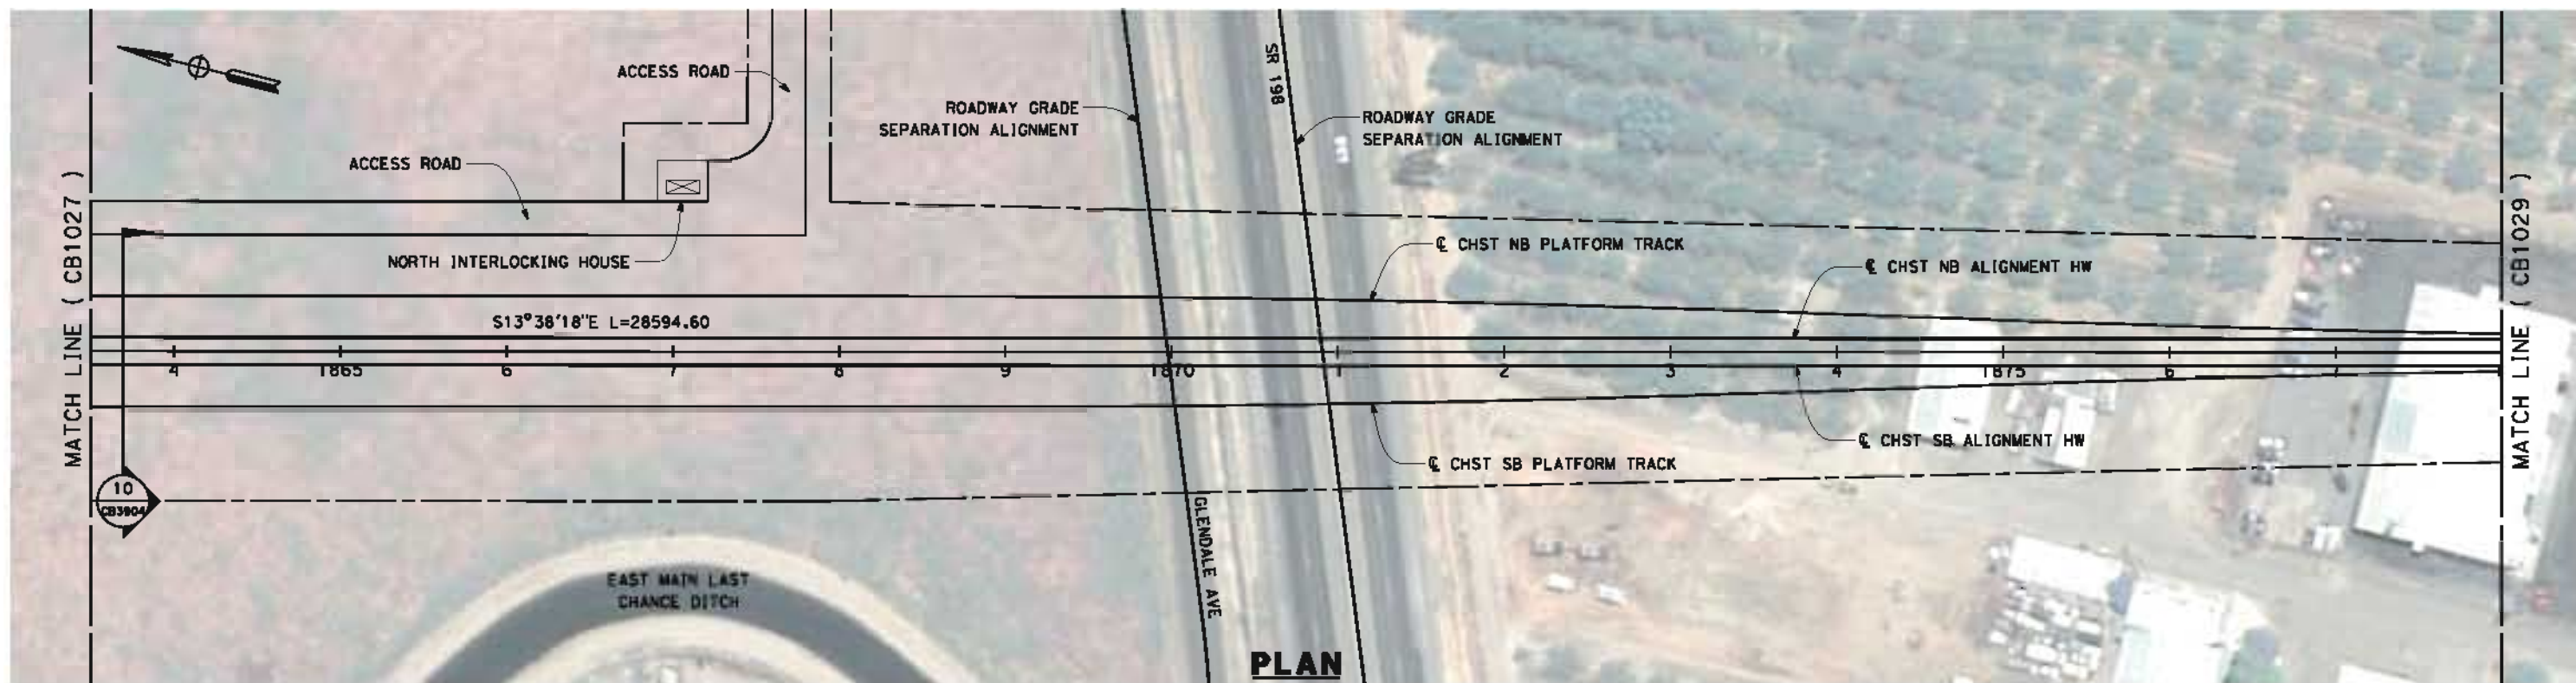 ACCESS ROAD
ROADWAY GRADE
SEPARATION ALIGNMENT
SR 198
ROADWAY GRADE
SEPARATION ALIGNMENT
ACCESS ROAD
NORTH INTERLOCKING HOUSE
MATCH LINE ( CB1027 )
MATCH LINE ( CB1029 )
℄ CHST NB PLATFORM TRACK
℄ CHST NB ALIGNMENT HW
S13°38'18"E L=28594.60
4 1865 6 7 8 9 1870 1 2 3 4 1875 6
℄ CHST SB ALIGNMENT HW
℄ CHST SB PLATFORM TRACK
10
CB3904
GLENDALE AVE
EAST MAIN LAST
CHANCE DITCH
PLAN